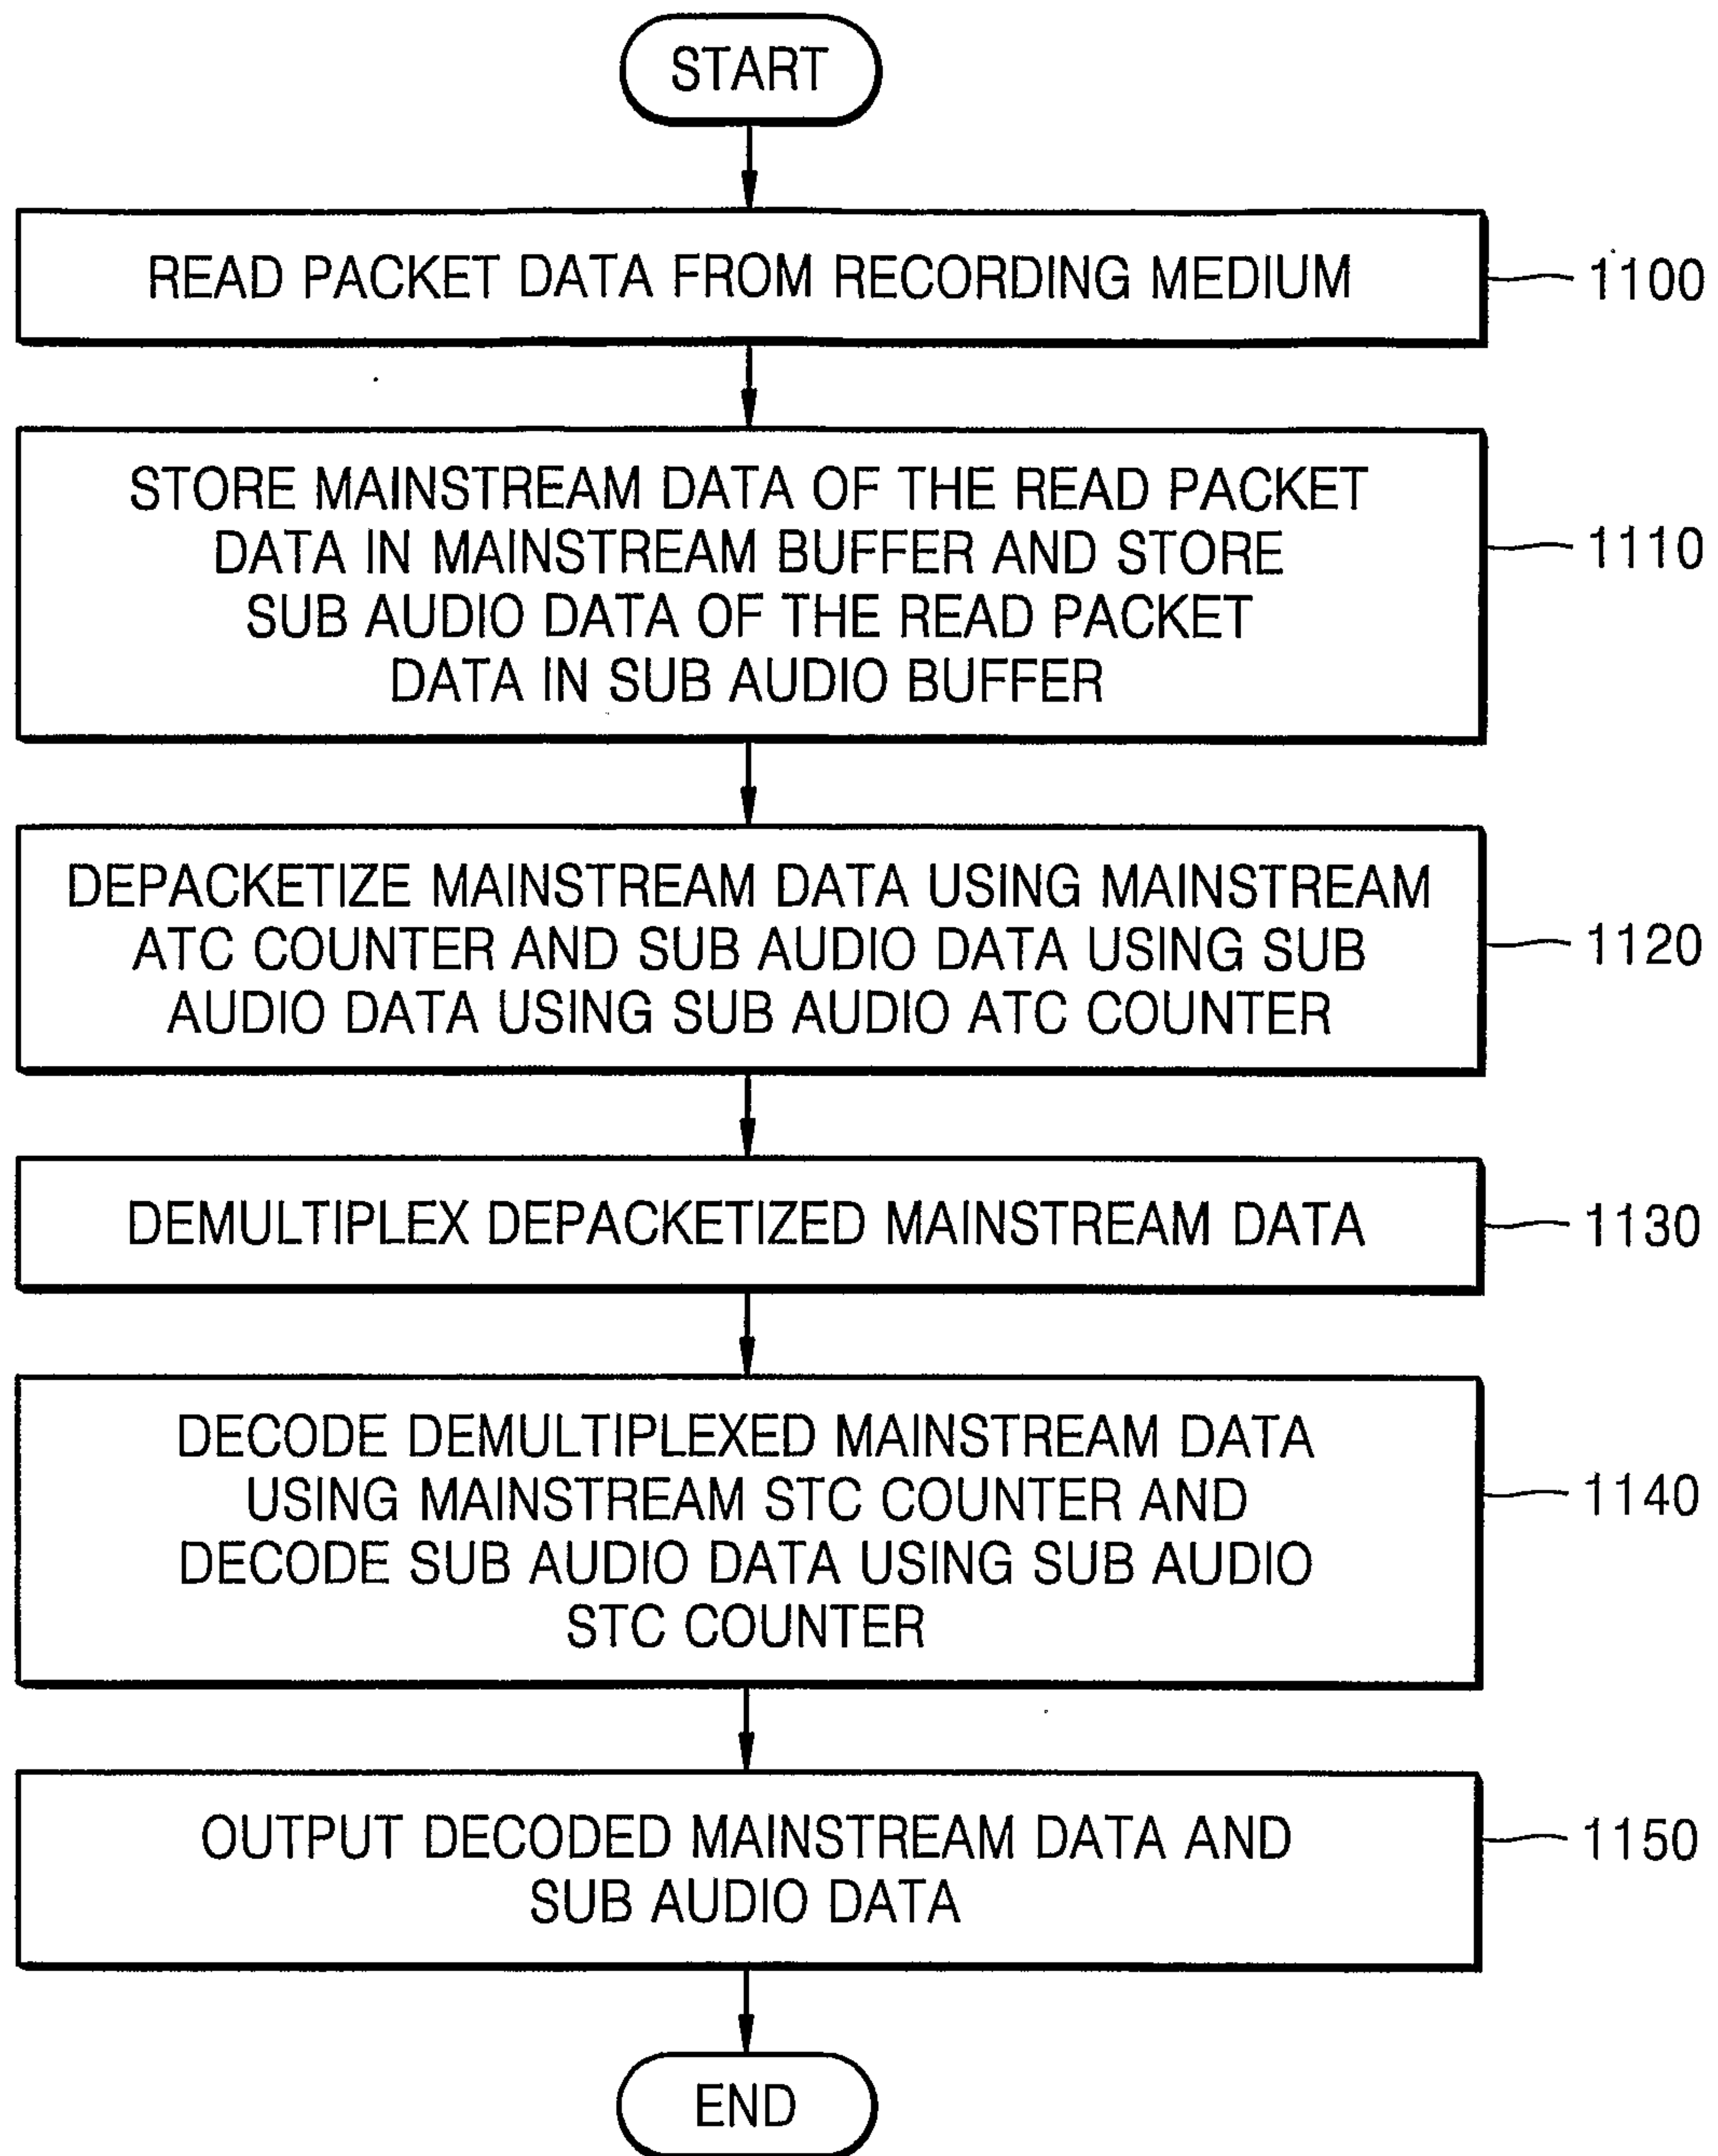 START
READ PACKET DATA FROM RECORDING MEDIUM
1100
STORE MAINSTREAM DATA OF THE READ PACKET
DATA IN MAINSTREAM BUFFER AND STORE
SUB AUDIO DATA OF THE READ PACKET
DATA IN SUB AUDIO BUFFER
1110
DEPACKETIZE MAINSTREAM DATA USING MAINSTREAM
ATC COUNTER AND SUB AUDIO DATA USING SUB
AUDIO DATA USING SUB AUDIO ATC COUNTER
1120
DEMULTIPLEX DEPACKETIZED MAINSTREAM DATA
1130
DECODE DEMULTIPLEXED MAINSTREAM DATA
USING MAINSTREAM STC COUNTER AND
DECODE SUB AUDIO DATA USING SUB AUDIO
STC COUNTER
1140
OUTPUT DECODED MAINSTREAM DATA AND
SUB AUDIO DATA
1150
END